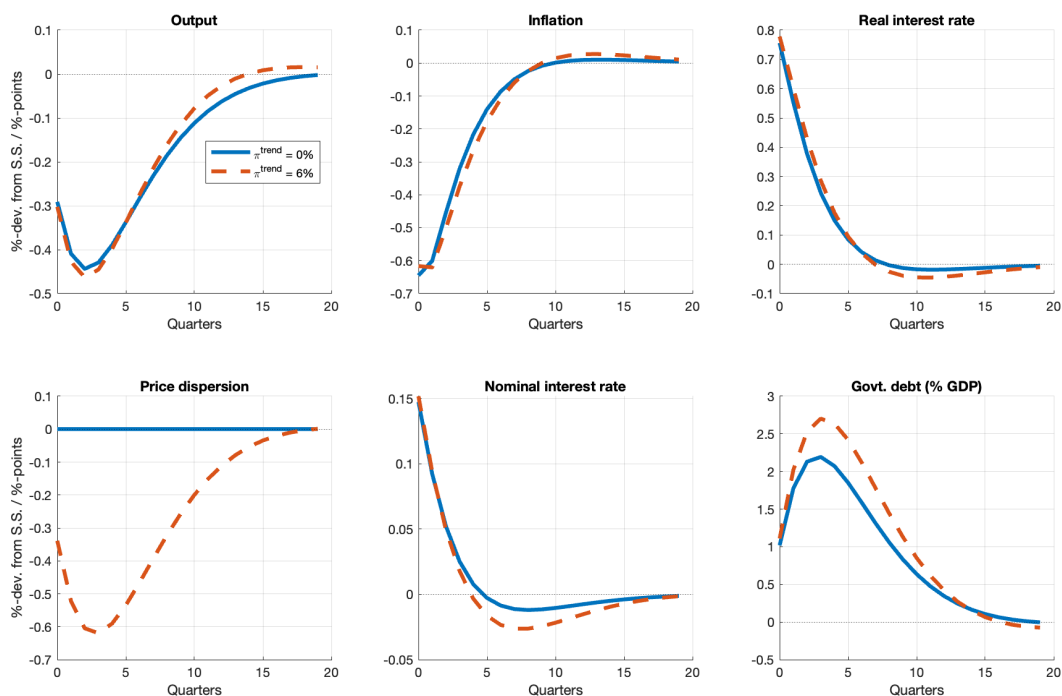 Output
%-dev. from S.S. / %-points
0.1
0
-0.1
-0.2
-0.3
-0.4
-0.5
0 5 10 15 20
Quarters
π^trend = 0%
π^trend = 6%
Inflation
0.1
0
-0.1
-0.2
-0.3
-0.4
-0.5
-0.6
-0.7
0 5 10 15 20
Quarters
Real interest rate
0.8
0.7
0.6
0.5
0.4
0.3
0.2
0.1
0
-0.1
0 5 10 15 20
Quarters
Price dispersion
%-dev. from S.S. / %-points
0.1
0
-0.1
-0.2
-0.3
-0.4
-0.5
-0.6
-0.7
0 5 10 15 20
Quarters
Nominal interest rate
0.15
0.1
0.05
0
-0.05
0 5 10 15 20
Quarters
Govt. debt (% GDP)
3
2.5
2
1.5
1
0.5
0
-0.5
0 5 10 15 20
Quarters